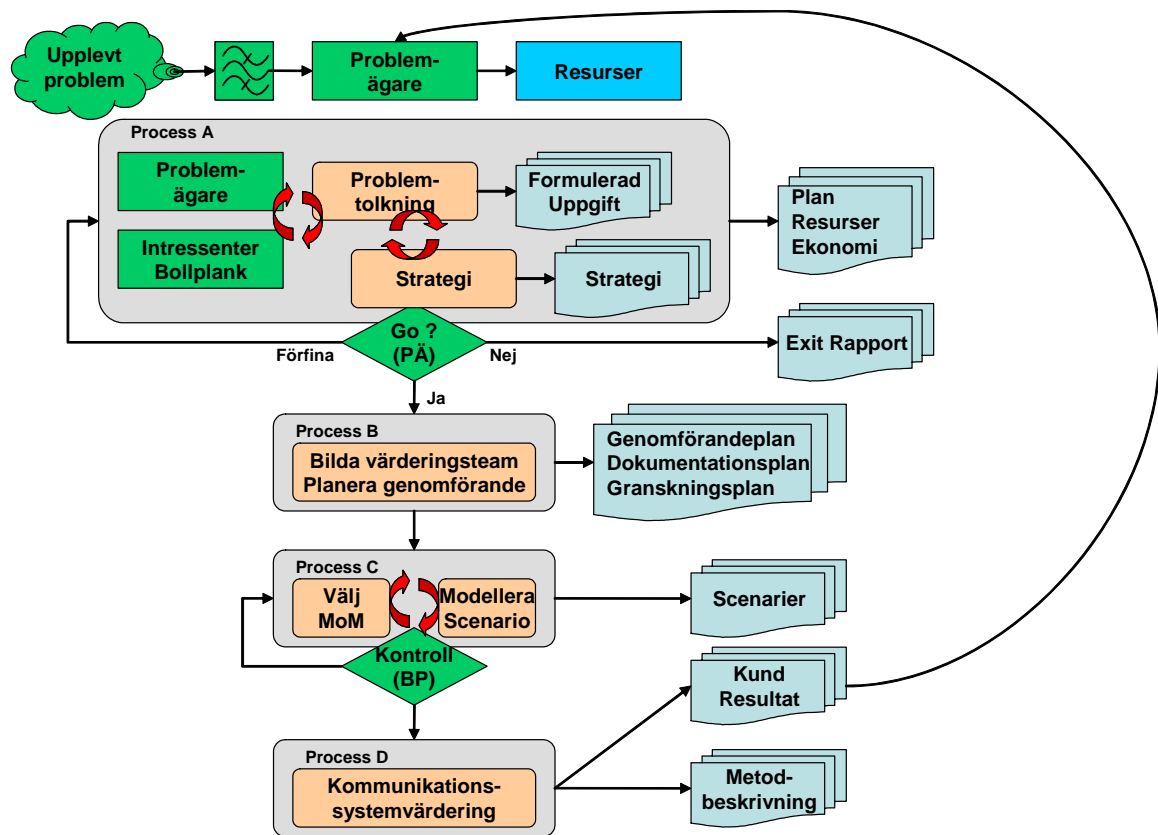 Upplevt
problem
Problem-
ägare
Resurser
Process A
Problem-
ägare
Intressenter
Bollplank
Problem-
tolkning
Strategi
Formulerad
Uppgift
Strategi
Plan
Resurser
Ekonomi
Go ?
(PÄ)
Förfina
Nej
Ja
Exit Rapport
Process B
Bilda värderingsteam
Planera genomförande
Genomförandeplan
Dokumentationsplan
Granskningsplan
Process C
Välj
MoM
Modellera
Scenario
Scenarier
Kontroll
(BP)
Kund
Resultat
Process D
Kommunikations-
systemvärdering
Metod-
beskrivning